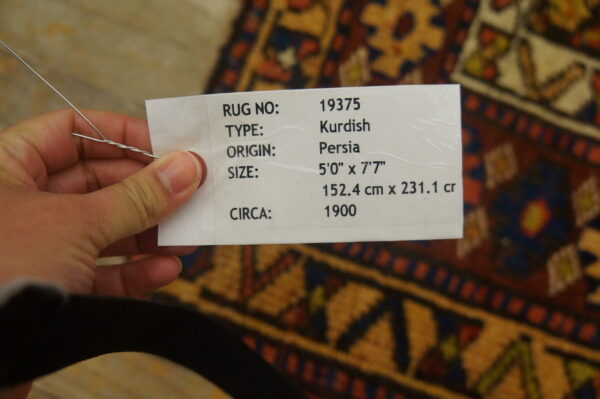 RUG NO: 19375
TYPE: Kurdish
ORIGIN: Persia
SIZE: 5'0" x 7'7"
152.4 cm x 231.1 cr
CIRCA: 1900